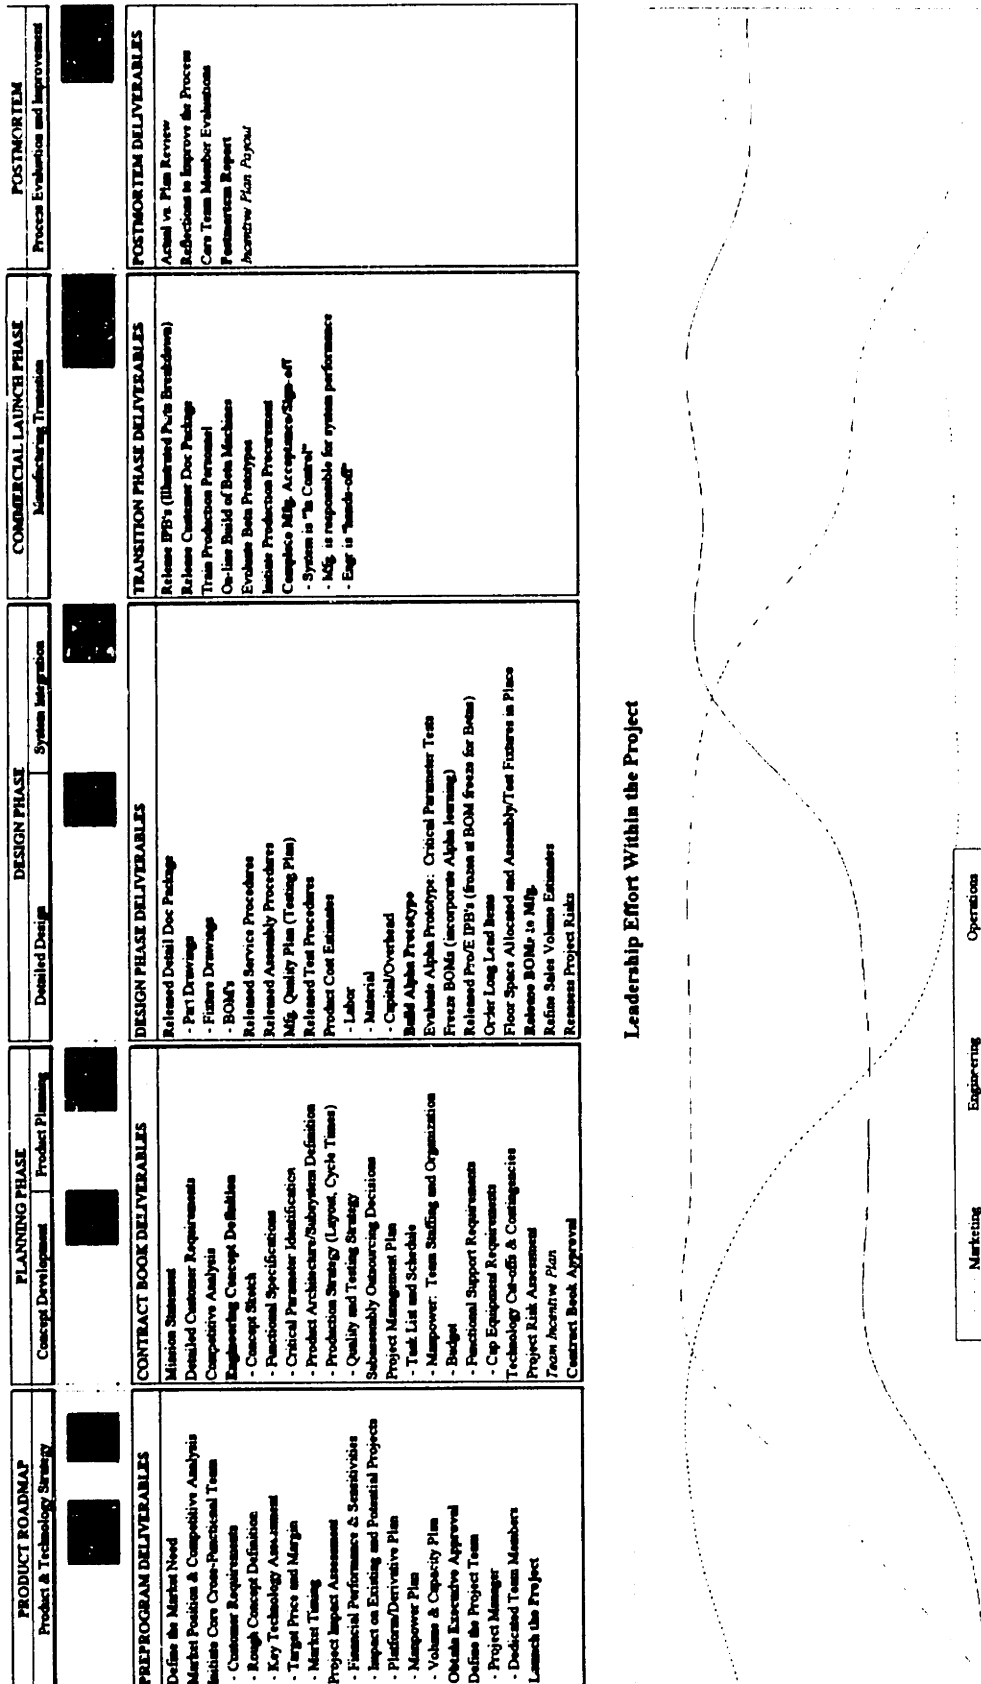 PRODUCT ROADMAP
Product & Technology Strategy
PREPROGRAM DELIVERABLES
Define the Market Need
Market Position & Competitive Analysis
Initiate Core Cross-Functional Team
- Customer Requirements
- Rough Concept Definition
- Key Technology Assessment
- Target Price and Margin
- Market Timing
Project Impact Assessment
- Financial Performance & Sensitivities
- Impact on Existing and Potential Projects
- Platform/Derivative Plan
- Manpower Plan
- Volume & Capacity Plan
Obtain Executive Approval
Define the Project Team
- Project Manager
- Dedicated Team Members
Launch the Project
PLANNING PHASE
Concept Development
Product Planning
CONTRACT BOOK DELIVERABLES
Mission Statement
Detailed Customer Requirements
Competitive Analysis
Engineering Concept Definition
- Concept Sketch
- Functional Specifications
- Critical Parameter Identification
- Product Architecture/Subsystem Definition
- Production Strategy (Layout, Cycle Times)
- Quality and Testing Strategy
Subassembly Outsourcing Decisions
Project Management Plan
- Task List and Schedule
- Manpower: Team Staffing and Organization
- Budget
- Functional Support Requirements
- Cap Equipment Requirements
Technology Cut-offs & Contingencies
Project Risk Assessment
Team Incentive Plan
Contract Book Approval
DESIGN PHASE
Detailed Design
System Integration
DESIGN PHASE DELIVERABLES
Released Detail Doc Package
- Part Drawings
- Fixture Drawings
- BOM's
Released Service Procedures
Released Assembly Procedures
Mfg. Quality Plan (Testing Plan)
Released Test Procedures
Product Cost Estimates
- Labor
- Material
- Capital/Overhead
Build Alpha Prototype
Evaluate Alpha Prototype: Critical Parameter Tests
Freeze BOMs (incorporate Alpha learning)
Released Pro/E IPB's (frozen at BOM freeze for Betas)
Order Long Lead Items
Floor Space Allocated and Assembly/Test Fixtures in Place
Release BOMs to Mfg.
Refine Sales Volume Estimates
Reassess Project Risks
COMMERCIAL LAUNCH PHASE
Manufacturing Transition
TRANSITION PHASE DELIVERABLES
Release IPB's (Illustrated Parts Breakdown)
Release Customer Doc Package
Train Production Personnel
On-line Build of Beta Machines
Evaluate Beta Prototypes
Initiate Production Procurement
Complete Mfg. Acceptance/Sign-off
- System is "In Control"
- Mfg. is responsible for system performance
- Engr is "hands-off"
POSTMORTEM
Process Evaluation and Improvement
POSTMORTEM DELIVERABLES
Actual vs. Plan Review
Reflections to Improve the Process
Core Team Member Evaluations
Postmortem Report
Incentive Plan Payout
Leadership Effort Within the Project
Marketing
Engineering
Operations